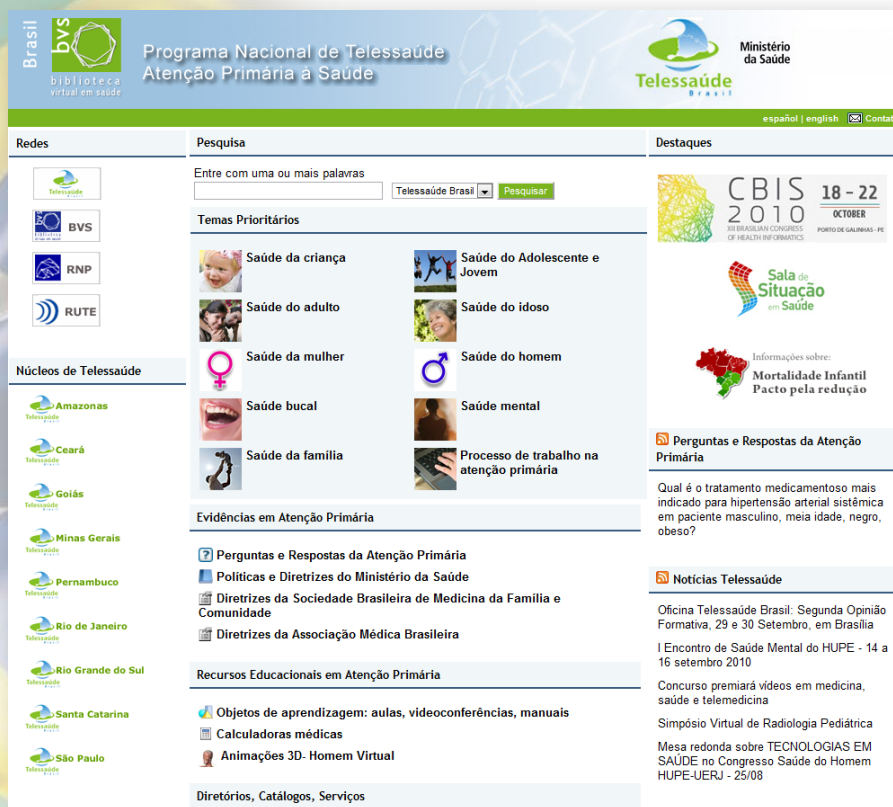 Brasil
bvs
biblioteca
virtual em saúde
Programa Nacional de Telessaúde
Atenção Primária à Saúde
Telessaúde
Brasil
Ministério
da Saúde
español | english Contat
Redes
Telessaúde
BVS
RNP
RUTE
Núcleos de Telessaúde
Amazonas
Telessaúde
Ceará
Telessaúde
Goiás
Telessaúde
Minas Gerais
Telessaúde
Pernambuco
Telessaúde
Rio de Janeiro
Telessaúde
Rio Grande do Sul
Telessaúde
Santa Catarina
Telessaúde
São Paulo
Telessaúde
Pesquisa
Entre com uma ou mais palavras
Telessaúde Brasil
Pesquisar
Temas Prioritários
Saúde da criança
Saúde do Adolescente e
Jovem
Saúde do adulto
Saúde do idoso
Saúde da mulher
Saúde do homem
Saúde bucal
Saúde mental
Saúde da família
Processo de trabalho na
atenção primária
Evidências em Atenção Primária
Perguntas e Respostas da Atenção Primária
Políticas e Diretrizes do Ministério da Saúde
Diretrizes da Sociedade Brasileira de Medicina da Família e
Comunidade
Diretrizes da Associação Médica Brasileira
Recursos Educacionais em Atenção Primária
Objetos de aprendizagem: aulas, videoconferências, manuais
Calculadoras médicas
Animações 3D- Homem Virtual
Diretórios, Catálogos, Serviços
Destaques
CBIS
2010
XII BRASILIAN CONGRESS
OF HEALTH INFORMATICS
18 – 22
OCTOBER
PORTO DE GALINHAS - PE
Sala de
Situação
em Saúde
Informações sobre:
Mortalidade Infantil
Pacto pela redução
Perguntas e Respostas da Atenção
Primária
Qual é o tratamento medicamentoso mais
indicado para hipertensão arterial sistêmica
em paciente masculino, meia idade, negro,
obeso?
Notícias Telessaúde
Oficina Telessaúde Brasil: Segunda Opinião
Formativa, 29 e 30 Setembro, em Brasília
I Encontro de Saúde Mental do HUPE - 14 a
16 setembro 2010
Concurso premiará vídeos em medicina,
saúde e telemedicina
Simpósio Virtual de Radiologia Pediátrica
Mesa redonda sobre TECNOLOGIAS EM
SAÚDE no Congresso Saúde do Homem
HUPE-UERJ - 25/08